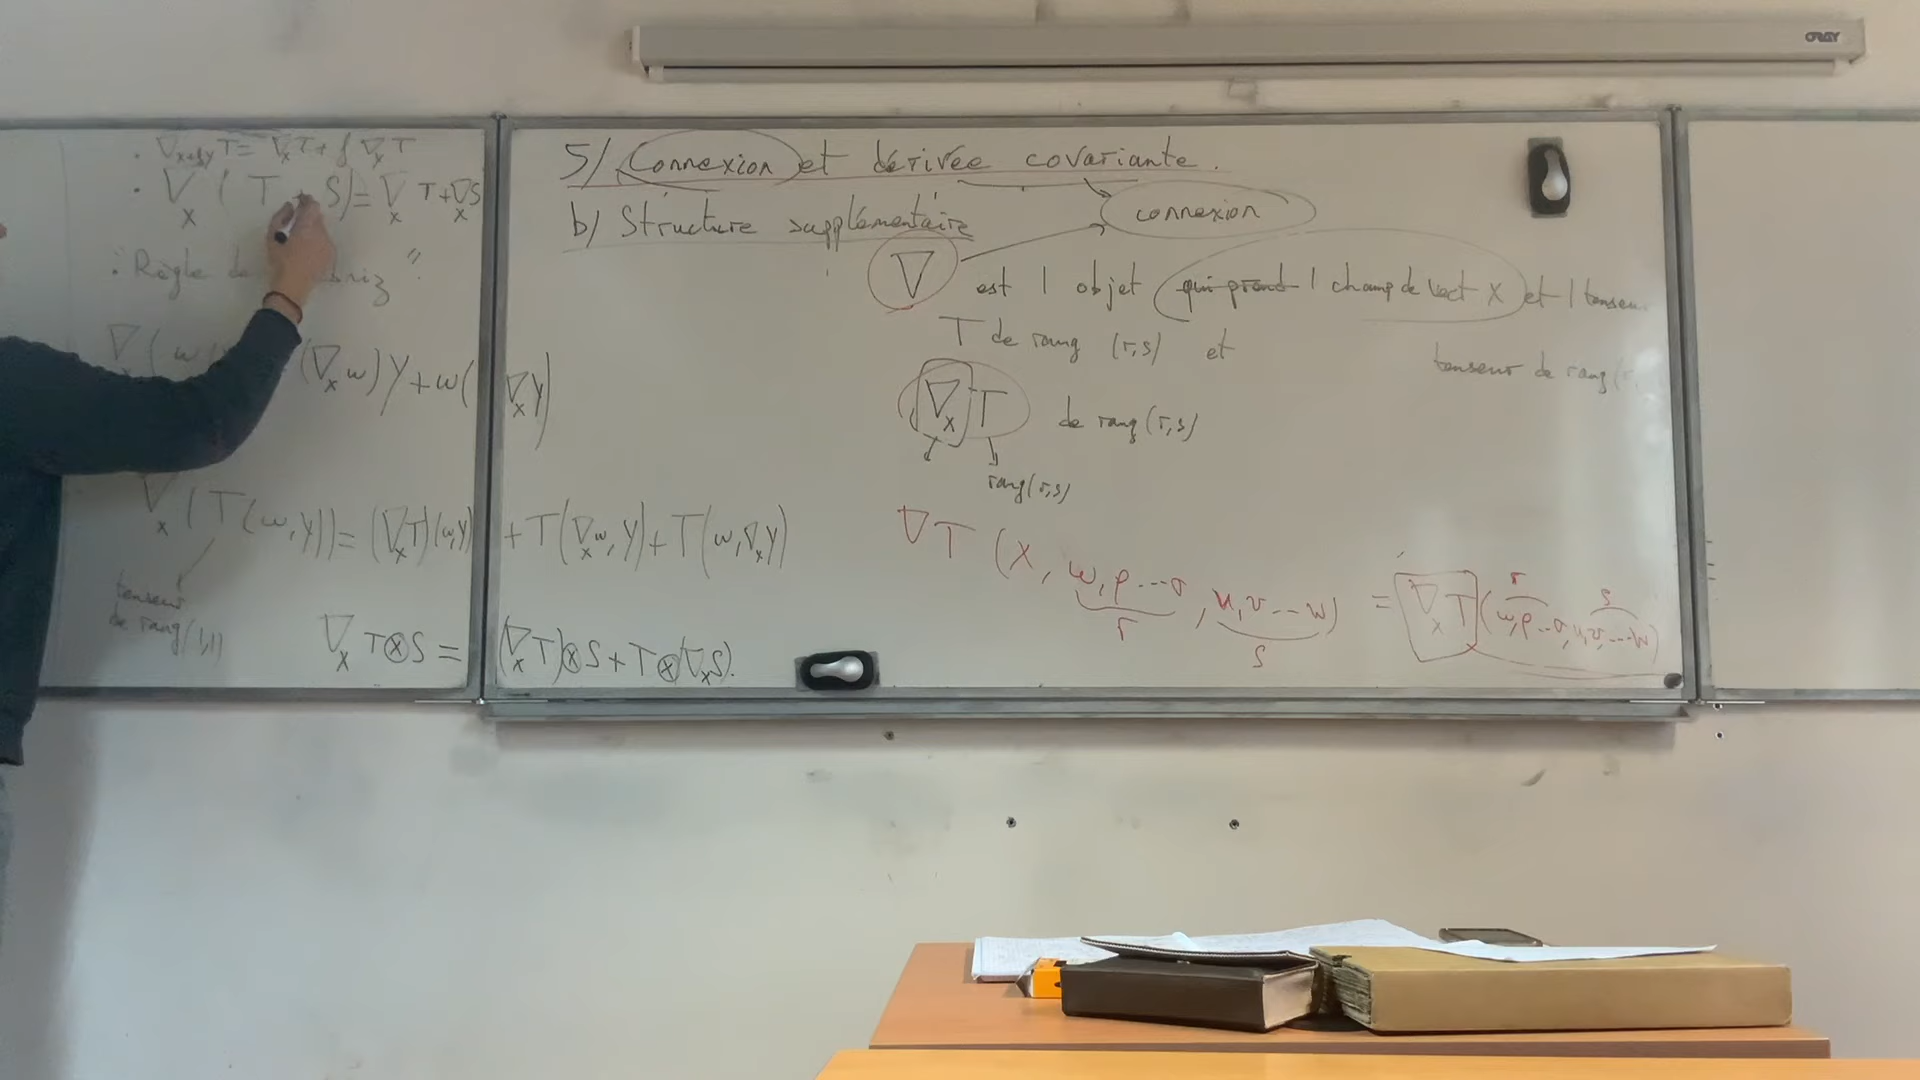 ORAY
. ∇_{X+fY} T = ∇_X T + f ∇_X T
. ∇_X ( T + S) = ∇_X T + ∇_X S
"Règle de
∇_X ( ω (∇_X ω) Y + ω( ∇_X Y)
∇_X ( T(ω, Y)) = (∇_X T)(ω, Y) + T(∇_X ω, Y) + T(ω, ∇_X Y)
tenseur
de rang (1,1)
∇_X T⊗S = (∇_X T)⊗S + T⊗(∇_X S).
5/ Connexion et dérivée covariante.
b/ Structure supplémentaire
connexion
∇ est 1 objet qui prend 1 champ de vect X et 1 tenseu
T de rang (r,s) et
tenseur de rang (
∇_X T de rang (r,s)
rang (r,s)
∇T (X, ω, ρ...σ, u, v...w) = ∇_X T (ω, ρ...σ, u, v,...w)
r s r s